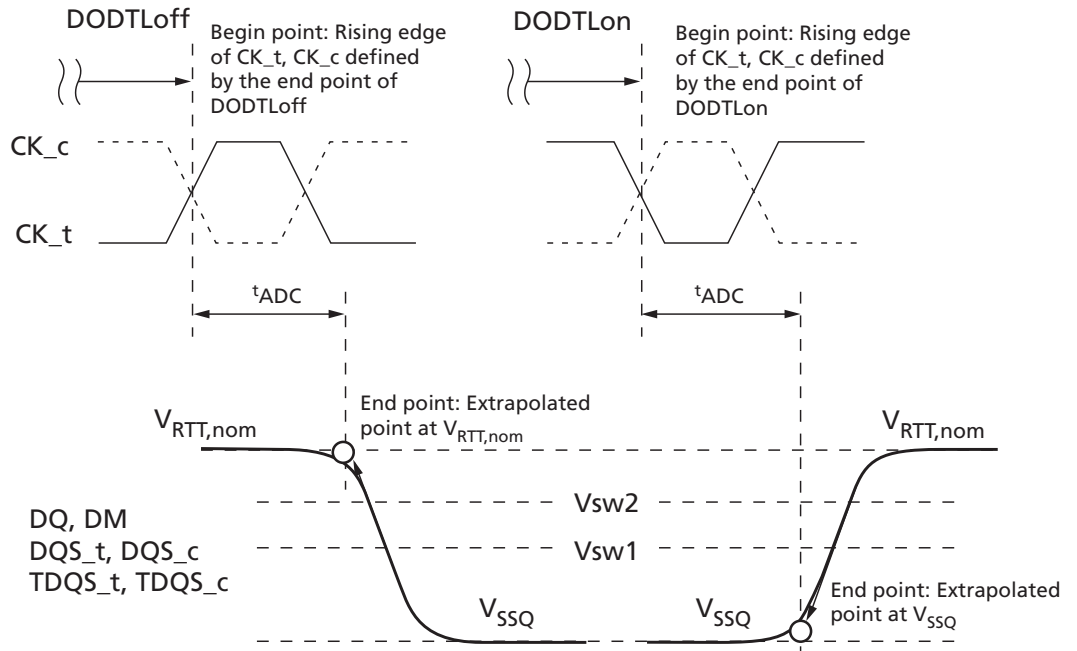 DODTLoff
Begin point: Rising edge
of CK_t, CK_c defined
by the end point of
DODTLoff
DODTLon
Begin point: Rising edge
of CK_t, CK_c defined
by the end point of
DODTLon
CK_c
CK_t
tADC
tADC
End point: Extrapolated
point at VRTT,nom
VRTT,nom
VRTT,nom
Vsw2
DQ, DM
DQS_t, DQS_c
TDQS_t, TDQS_c
Vsw1
VSSQ
VSSQ
End point: Extrapolated
point at VSSQ